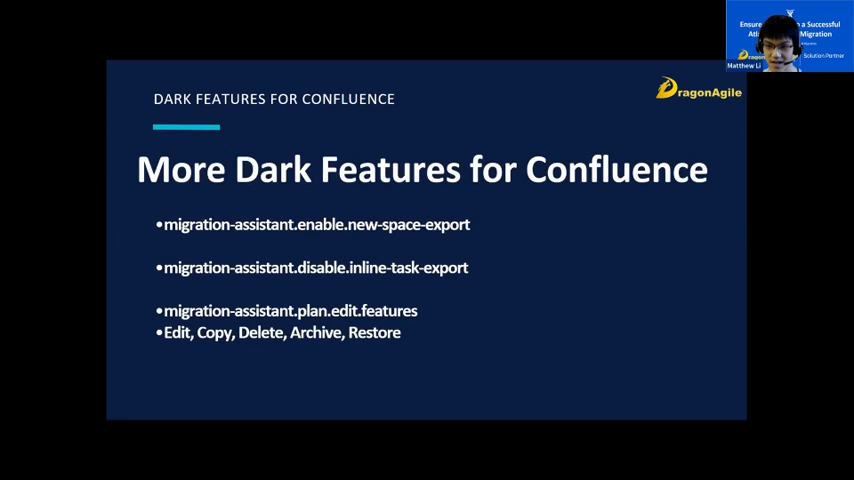 Ensure a Successful
Atl Migration
Solution Partner
Matthew Li
DragonAgile
DARK FEATURES FOR CONFLUENCE
More Dark Features for Confluence
•migration-assistant.enable.new-space-export
•migration-assistant.disable.inline-task-export
•migration-assistant.plan.edit.features
•Edit, Copy, Delete, Archive, Restore